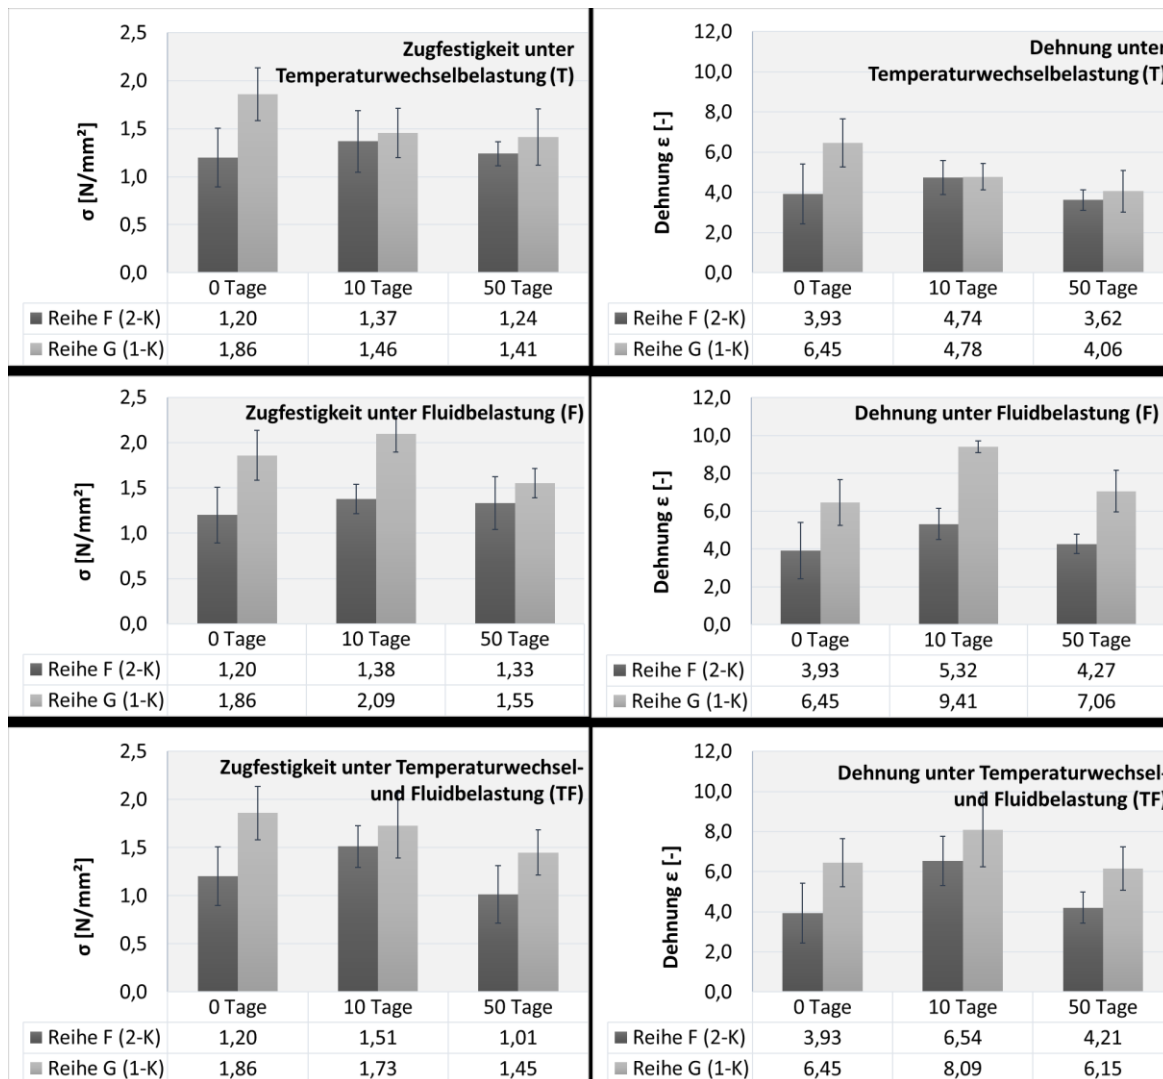 Zugfestigkeit unter
Temperaturwechselbelastung (T)
σ [N/mm²]
2,5
2,0
1,5
1,0
0,5
0,0
0 Tage 10 Tage 50 Tage
Reihe F (2-K) 1,20 1,37 1,24
Reihe G (1-K) 1,86 1,46 1,41
Dehnung unter
Temperaturwechselbelastung (T)
Dehnung ε [-]
12,0
10,0
8,0
6,0
4,0
2,0
0,0
0 Tage 10 Tage 50 Tage
Reihe F (2-K) 3,93 4,74 3,62
Reihe G (1-K) 6,45 4,78 4,06
Zugfestigkeit unter Fluidbelastung (F)
σ [N/mm²]
2,5
2,0
1,5
1,0
0,5
0,0
0 Tage 10 Tage 50 Tage
Reihe F (2-K) 1,20 1,38 1,33
Reihe G (1-K) 1,86 2,09 1,55
Dehnung unter Fluidbelastung (F)
Dehnung ε [-]
12,0
10,0
8,0
6,0
4,0
2,0
0,0
0 Tage 10 Tage 50 Tage
Reihe F (2-K) 3,93 5,32 4,27
Reihe G (1-K) 6,45 9,41 7,06
Zugfestigkeit unter Temperaturwechsel-
und Fluidbelastung (TF)
σ [N/mm²]
2,5
2,0
1,5
1,0
0,5
0,0
0 Tage 10 Tage 50 Tage
Reihe F (2-K) 1,20 1,51 1,01
Reihe G (1-K) 1,86 1,73 1,45
Dehnung unter Temperaturwechsel-
und Fluidbelastung (TF)
Dehnung ε [-]
12,0
10,0
8,0
6,0
4,0
2,0
0,0
0 Tage 10 Tage 50 Tage
Reihe F (2-K) 3,93 6,54 4,21
Reihe G (1-K) 6,45 8,09 6,15